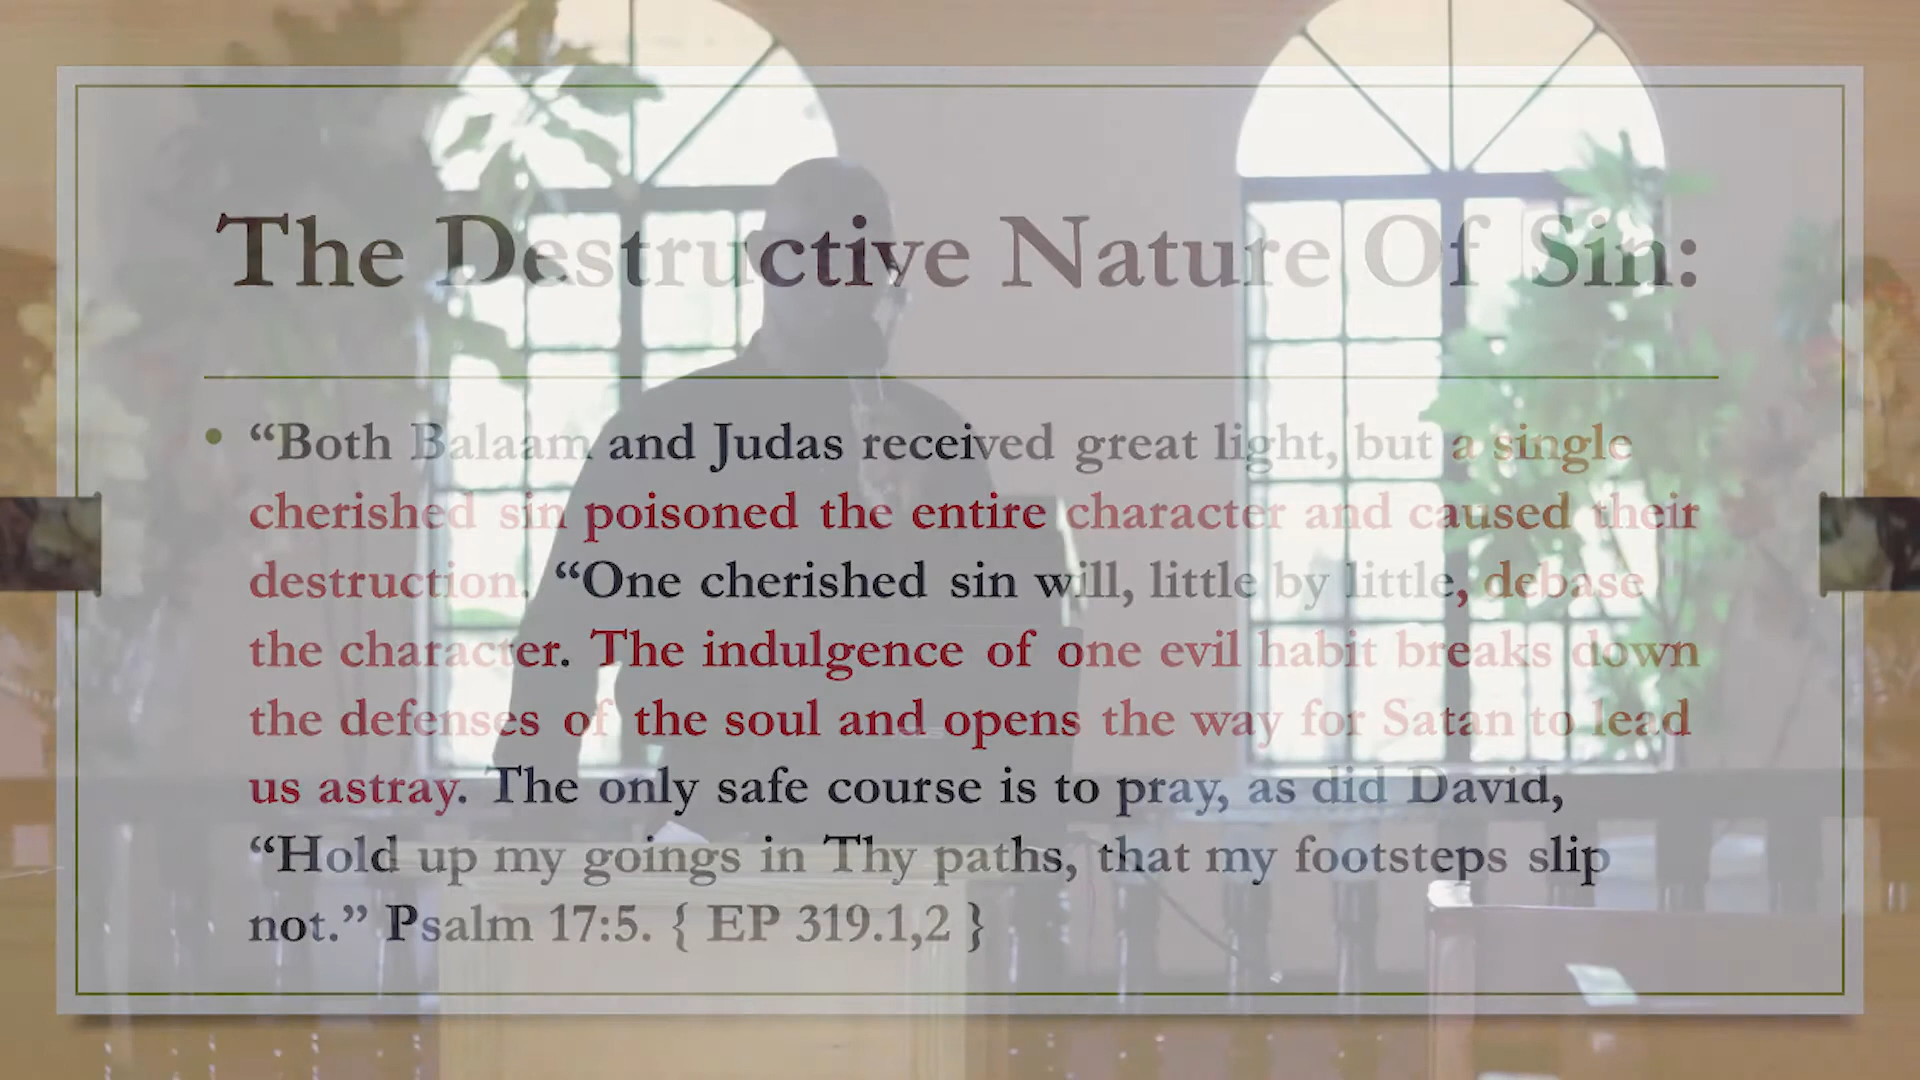 The Destructive Nature Of Sin:
• “Both Balaam and Judas received great light, but a single
cherished sin poisoned the entire character and caused their
destruction. “One cherished sin will, little by little, debase
the character. The indulgence of one evil habit breaks down
the defenses of the soul and opens the way for Satan to lead
us astray. The only safe course is to pray, as did David,
“Hold up my goings in Thy paths, that my footsteps slip
not.” Psalm 17:5. { EP 319.1,2 }